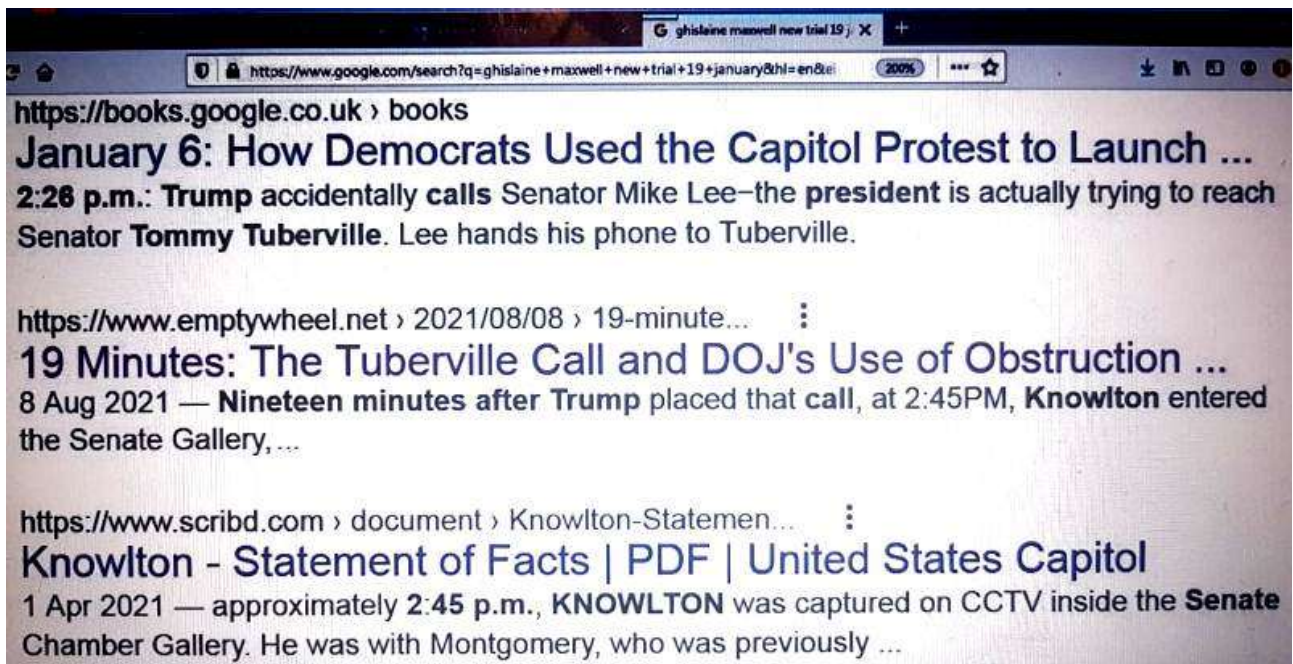 G ghislaine maxwell new trial 19 j
https://www.google.com/search?q=ghislaine+maxwell+new+trial+19+january&hl=en&ei 200%
https://books.google.co.uk › books
January 6: How Democrats Used the Capitol Protest to Launch ...
2:26 p.m.: Trump accidentally calls Senator Mike Lee–the president is actually trying to reach
Senator Tommy Tuberville. Lee hands his phone to Tuberville.
https://www.emptywheel.net › 2021/08/08 › 19-minute...
19 Minutes: The Tuberville Call and DOJ's Use of Obstruction ...
8 Aug 2021 — Nineteen minutes after Trump placed that call, at 2:45PM, Knowlton entered
the Senate Gallery, ...
https://www.scribd.com › document › Knowlton-Statemen...
Knowlton - Statement of Facts | PDF | United States Capitol
1 Apr 2021 — approximately 2:45 p.m., KNOWLTON was captured on CCTV inside the Senate
Chamber Gallery. He was with Montgomery, who was previously ...